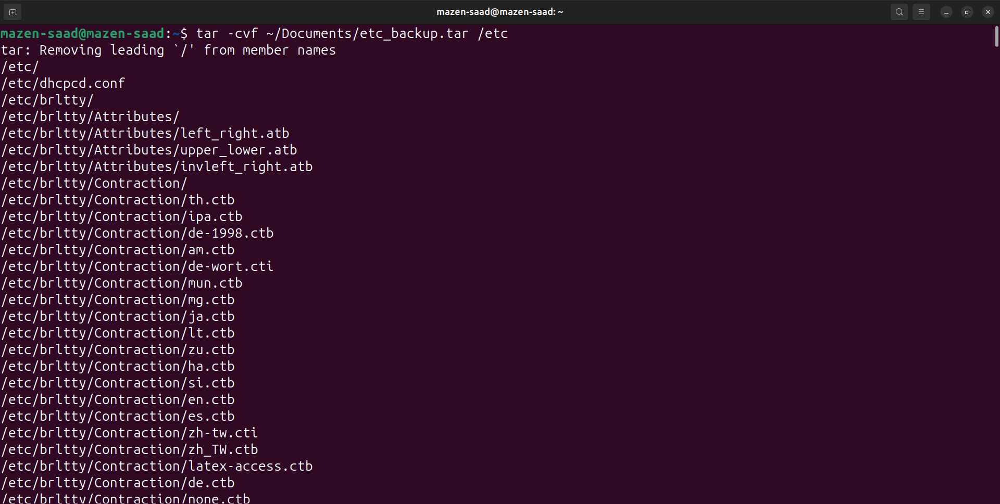 mazen-saad@mazen-saad: ~
mazen-saad@mazen-saad:~$ tar -cvf ~/Documents/etc_backup.tar /etc
tar: Removing leading `/' from member names
/etc/
/etc/dhcpcd.conf
/etc/brltty/
/etc/brltty/Attributes/
/etc/brltty/Attributes/left_right.atb
/etc/brltty/Attributes/upper_lower.atb
/etc/brltty/Attributes/invleft_right.atb
/etc/brltty/Contraction/
/etc/brltty/Contraction/th.ctb
/etc/brltty/Contraction/ipa.ctb
/etc/brltty/Contraction/de-1998.ctb
/etc/brltty/Contraction/am.ctb
/etc/brltty/Contraction/de-wort.cti
/etc/brltty/Contraction/mun.ctb
/etc/brltty/Contraction/mg.ctb
/etc/brltty/Contraction/ja.ctb
/etc/brltty/Contraction/lt.ctb
/etc/brltty/Contraction/zu.ctb
/etc/brltty/Contraction/ha.ctb
/etc/brltty/Contraction/si.ctb
/etc/brltty/Contraction/en.ctb
/etc/brltty/Contraction/es.ctb
/etc/brltty/Contraction/zh-tw.cti
/etc/brltty/Contraction/zh_TW.ctb
/etc/brltty/Contraction/latex-access.ctb
/etc/brltty/Contraction/de.ctb
/etc/brltty/Contraction/none.ctb